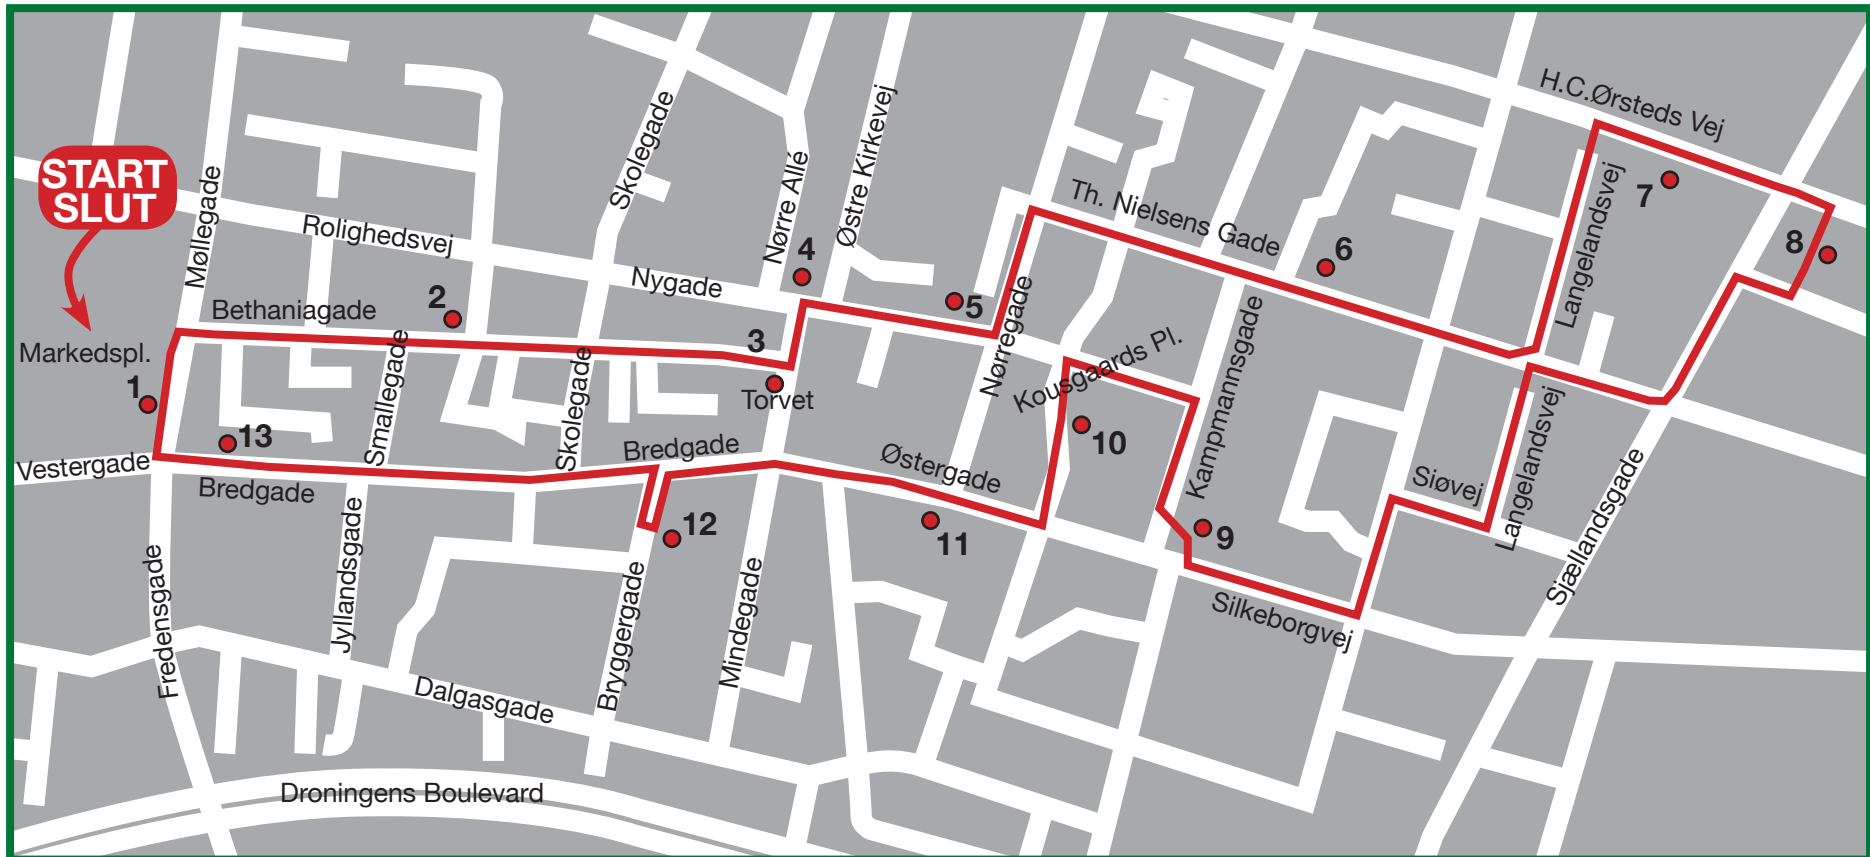 START
SLUT
Markedspl.
Møllegade
Rolighedsvej
Bethaniagade
Skolegade
Nygade
Nørre Allé
Østre Kirkevej
Th. Nielsens Gade
H.C.Ørsteds Vej
Langelandsvej
1
2
3
4
5
6
7
8
Torvet
Smallegade
Skolegade
Nørregade
Kousgaards Pl.
Kampmannsgade
13
Vestergade
Bredgade
Bredgade
Østergade
10
9
11
12
Siøvej
Langelandsvej
Sjællandsgade
Silkeborgvej
Fredensgade
Jyllandsgade
Bryggergade
Mindegade
Dalgasgade
Droningens Boulevard